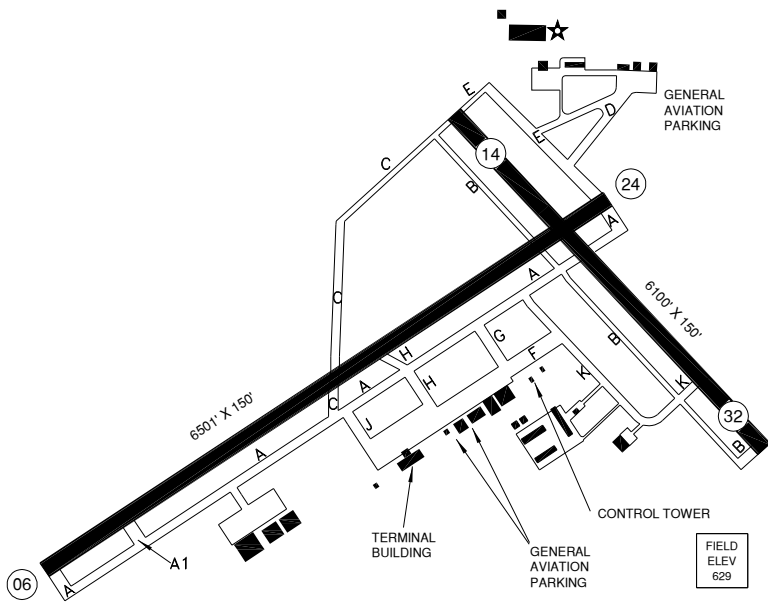 E
GENERAL
AVIATION
PARKING
D
E
14
C
B
24
A
C
A
6100' X 150'
H
G
B
F
A
H
K
K
6501' X 150'
C
J
32
A
B
CONTROL TOWER
TERMINAL
BUILDING
GENERAL
AVIATION
PARKING
FIELD
ELEV
629
A1
06
A